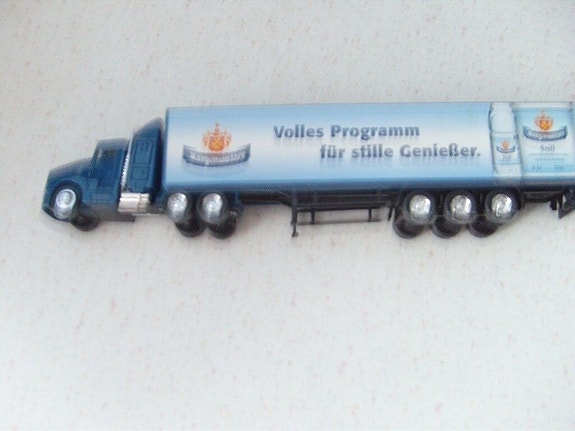 Volles Programm
für stille Genießer.
Still